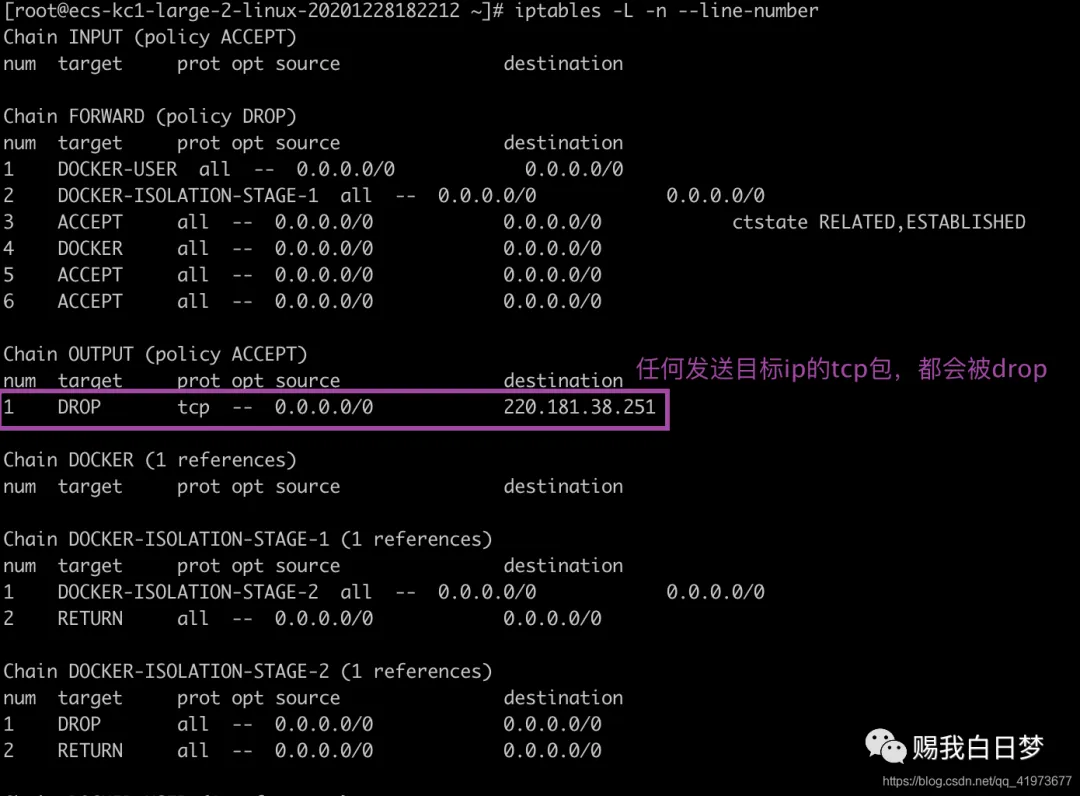 [root@ecs-kc1-large-2-linux-20201228182212 ~]# iptables -L -n --line-number
Chain INPUT (policy ACCEPT)
num  target     prot opt source               destination
Chain FORWARD (policy DROP)
num  target     prot opt source               destination
1    DOCKER-USER  all  --  0.0.0.0/0            0.0.0.0/0
2    DOCKER-ISOLATION-STAGE-1  all  --  0.0.0.0/0            0.0.0.0/0
3    ACCEPT     all  --  0.0.0.0/0            0.0.0.0/0            ctstate RELATED,ESTABLISHED
4    DOCKER     all  --  0.0.0.0/0            0.0.0.0/0
5    ACCEPT     all  --  0.0.0.0/0            0.0.0.0/0
6    ACCEPT     all  --  0.0.0.0/0            0.0.0.0/0
Chain OUTPUT (policy ACCEPT)
任何发送目标ip的tcp包，都会被drop
num  target     prot opt source               destination
1    DROP       tcp  --  0.0.0.0/0            220.181.38.251
Chain DOCKER (1 references)
num  target     prot opt source               destination
Chain DOCKER-ISOLATION-STAGE-1 (1 references)
num  target     prot opt source               destination
1    DOCKER-ISOLATION-STAGE-2  all  --  0.0.0.0/0            0.0.0.0/0
2    RETURN     all  --  0.0.0.0/0            0.0.0.0/0
Chain DOCKER-ISOLATION-STAGE-2 (1 references)
num  target     prot opt source               destination
1    DROP       all  --  0.0.0.0/0            0.0.0.0/0
2    RETURN     all  --  0.0.0.0/0            0.0.0.0/0
赐我白日梦
https://blog.csdn.net/qq_41973677